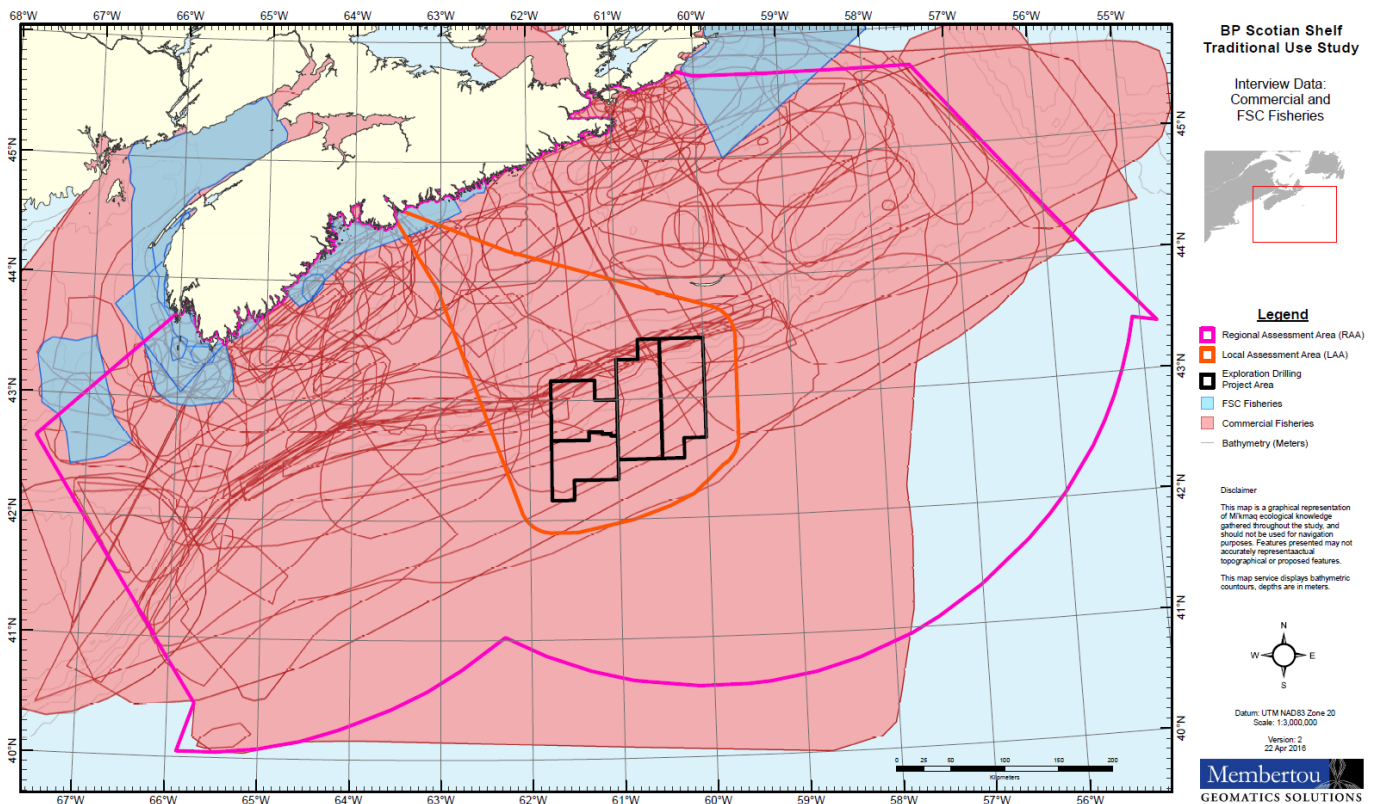 68°W 67°W 66°W 65°W 64°W 63°W 62°W 61°W 60°W 59°W 58°W 57°W 56°W 55°W
45°N
44°N
43°N
42°N
41°N
40°N
45°N
44°N
43°N
42°N
41°N
40°N
67°W 66°W 65°W 64°W 63°W 62°W 61°W 60°W 59°W 58°W 57°W 56°W
0 25 50 100 150 200
Kilometers
BP Scotian Shelf
Traditional Use Study
Interview Data:
Commercial and
FSC Fisheries
Legend
Regional Assessment Area (RAA)
Local Assessment Area (LAA)
Exploration Drilling
Project Area
FSC Fisheries
Commercial Fisheries
Bathymetry (Meters)
Disclaimer
This map is a graphical representation
of Mi'kmaq ecological knowledge
gathered throughout the study, and
should not be used for navigation
purposes. Features presented may not
accurately representaactual
topographical or proposed features.
This map service displays bathymetric
countours, depths are in meters.
N
W E
S
Datum: UTM NAD83 Zone 20
Scale: 1:3,000,000
Version: 2
22 Apr 2016
Membertou
GEOMATICS SOLUTIONS